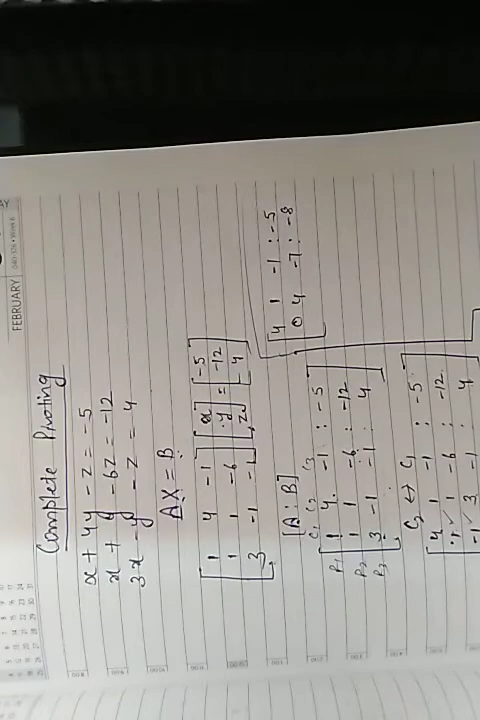 FEBRUARY
Complete Pivoting
x + 4y - z = -5
x + y - 6z = -12
3x - y - z = 4
AX = B
[1 4 -1] [x] [-5]
[1 1 -6] [y] = [-12]
[3 -1 -1] [z] [4]
[A : B]
C1 C2 C3
R1 [1 4 -1 : -5]
R2 [1 1 -6 : -12]
R3 [3 -1 -1 : 4]
[4 1 -1 : -5
0 4 -7 : -8
C2 ↔ C1
[4 1 -1 : -5]
1 1 -6 : -12
-1 3 -1 : 4